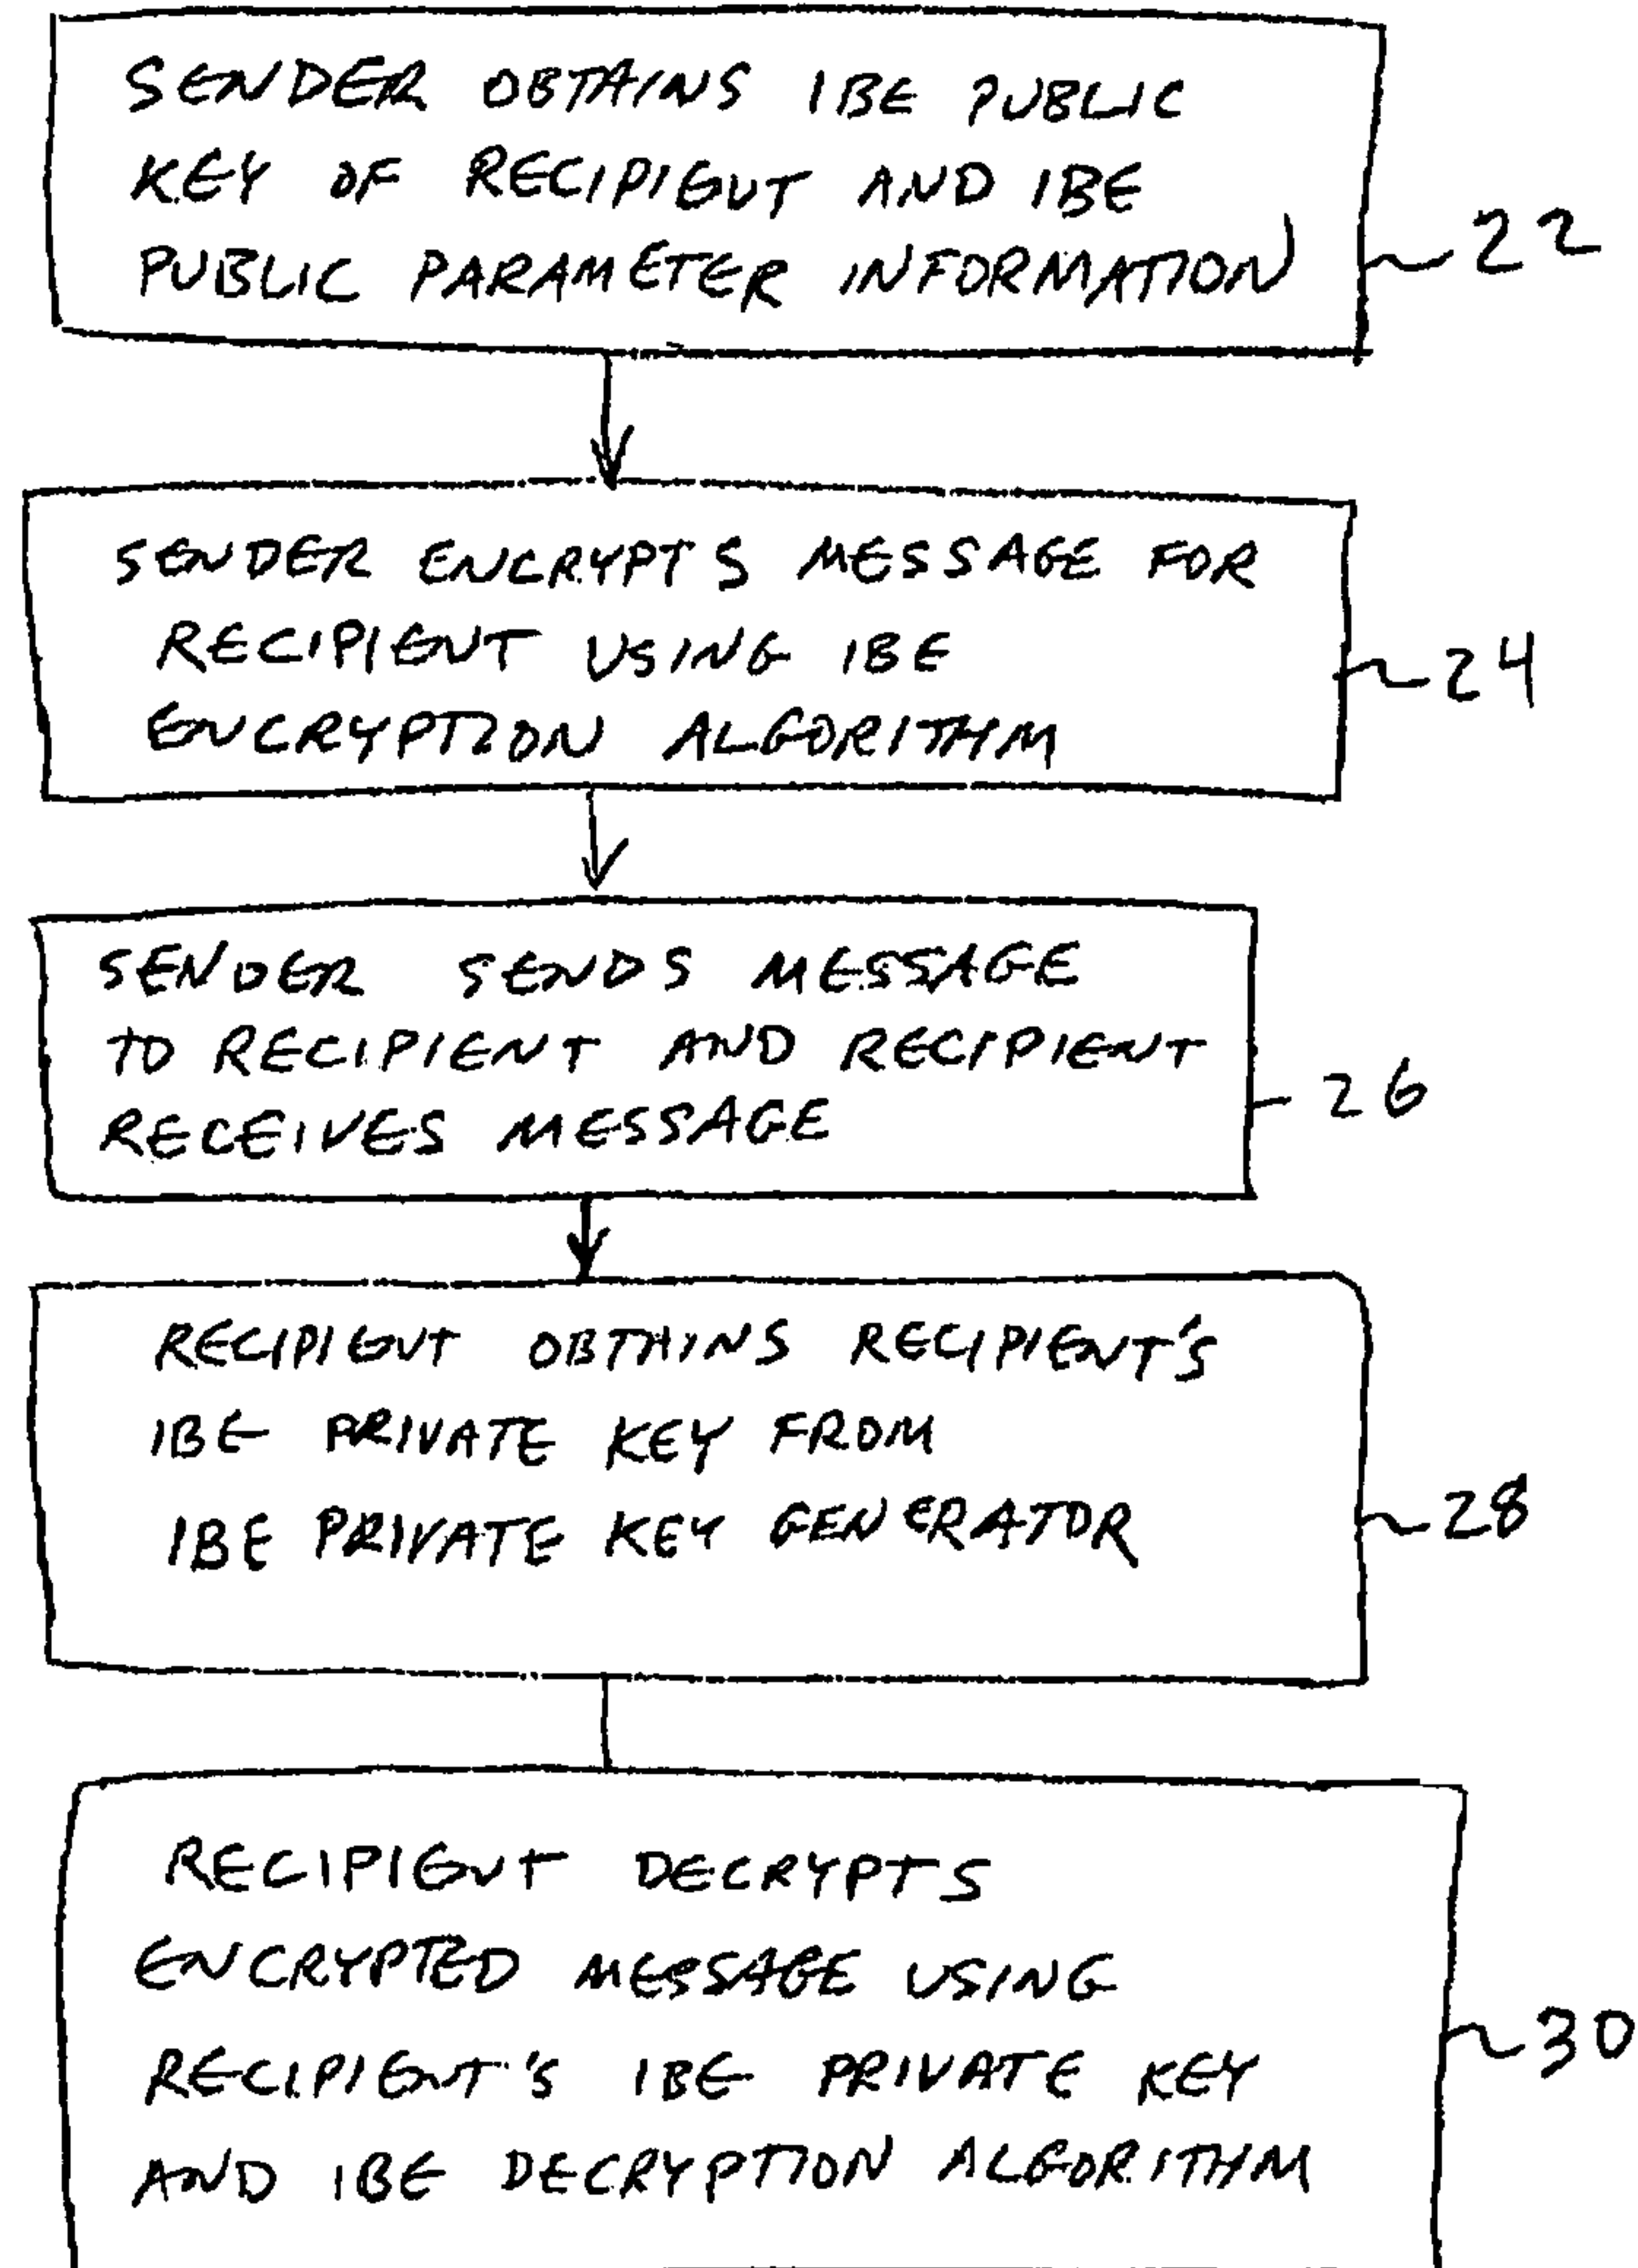 SENDER OBTAINS IBE PUBLIC
KEY OF RECIPIENT AND IBE
PUBLIC PARAMETER INFORMATION
22
SENDER ENCRYPTS MESSAGE FOR
RECIPIENT USING IBE
ENCRYPTION ALGORITHM
24
SENDER SENDS MESSAGE
TO RECIPIENT AND RECIPIENT
RECEIVES MESSAGE
26
RECIPIENT OBTAINS RECIPIENT'S
IBE PRIVATE KEY FROM
IBE PRIVATE KEY GENERATOR
28
RECIPIENT DECRYPTS
ENCRYPTED MESSAGE USING
RECIPIENT'S IBE PRIVATE KEY
AND IBE DECRYPTION ALGORITHM
30